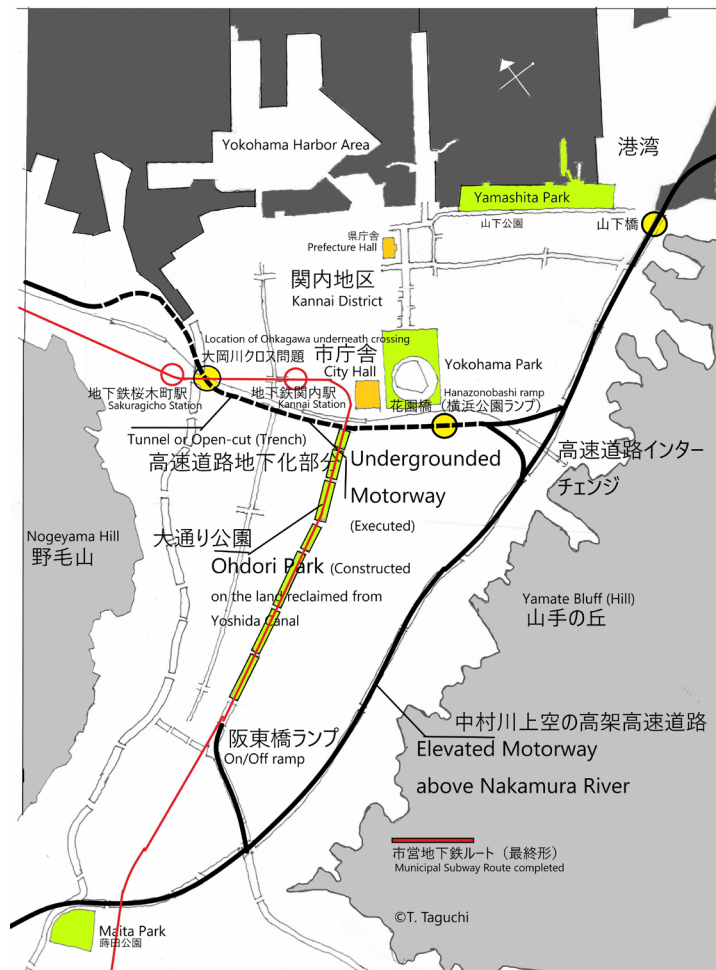 港湾
Yokohama Harbor Area
Yamashita Park
山下公園
山下橋
県庁舎
Prefecture Hall
関内地区
Kannai District
Location of Ohkagawa underneath crossing
大岡川クロス問題
市庁舎
City Hall
Yokohama Park
地下鉄桜木町駅
Sakuragicho Station
地下鉄関内駅
Kannai Station
Hanazonobashi ramp
花園橋（横浜公園ランプ）
Tunnel or Open-cut (Trench)
高速道路地下化部分
Undergrounded
Motorway
(Executed)
高速道路インター
チェンジ
Nogeyama Hill
野毛山
大通り公園
Ohdori Park (Constructed
on the land reclaimed from
Yoshida Canal
Yamate Bluff (Hill)
山手の丘
阪東橋ランプ
On/Off ramp
中村川上空の高架高速道路
Elevated Motorway
above Nakamura River
市営地下鉄ルート（最終形）
Municipal Subway Route completed
Maita Park
蒔田公園
©T. Taguchi